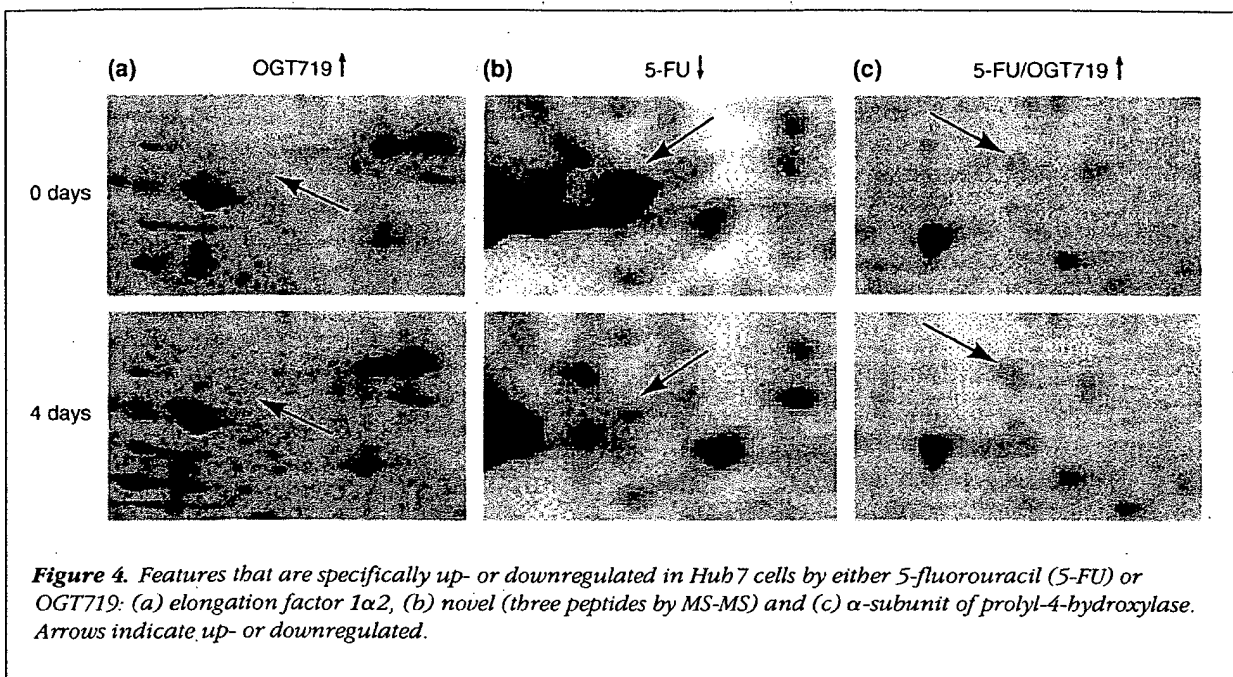 (a) OGT719 ↑ (b) 5-FU ↓ (c) 5-FU/OGT719 ↑
0 days
4 days
Figure 4. Features that are specifically up- or downregulated in Huh7 cells by either 5-fluorouracil (5-FU) or
OGT719: (a) elongation factor 1α2, (b) novel (three peptides by MS-MS) and (c) α-subunit of prolyl-4-hydroxylase.
Arrows indicate up- or downregulated.